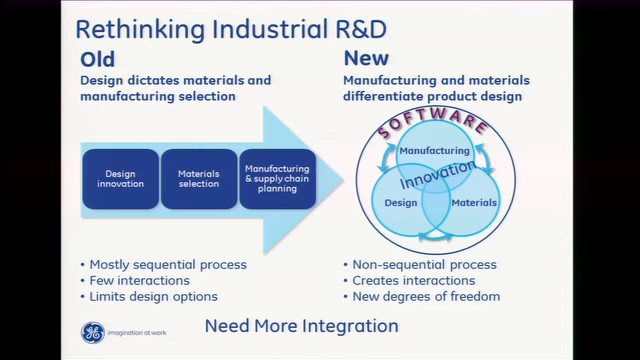 Rethinking Industrial R&D
Old
Design dictates materials and
manufacturing selection
Design
innovation
Materials
selection
Manufacturing
& supply chain
planning
• Mostly sequential process
• Few interactions
• Limits design options
New
Manufacturing and materials
differentiate product design
SOFTWARE
Manufacturing
Innovation
Design
Materials
• Non-sequential process
• Creates interactions
• New degrees of freedom
GE
imagination at work
Need More Integration